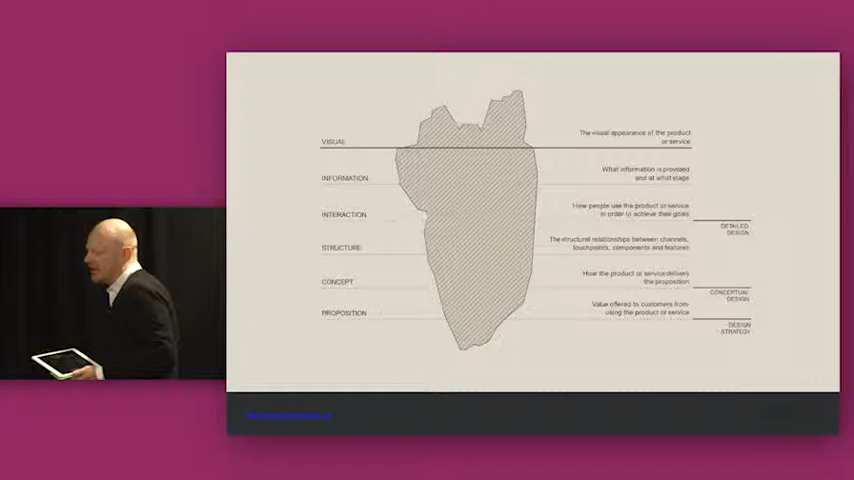 VISUAL
The visual appearance of the product
or service
INFORMATION
What information is provided
and at what stage
INTERACTION
How people use the product or service
in order to achieve their goals
DETAILED
DESIGN
STRUCTURE
The structural relationships between channels,
touchpoints, components and features
CONCEPT
How the product or service delivers
the proposition
CONCEPTUAL
DESIGN
PROPOSITION
Value offered to customers from
using the product or service
DESIGN
STRATEGY